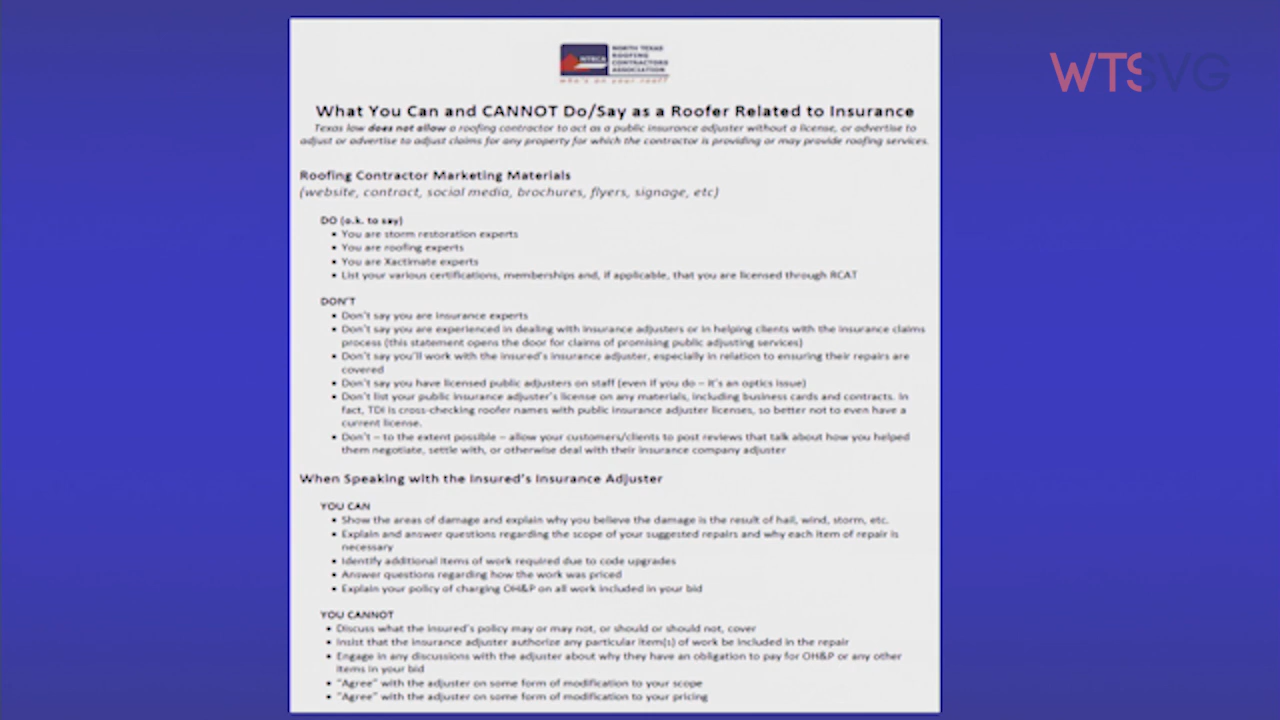 WTSVG
NTRCA
NORTH TEXAS
ROOFING
CONTRACTORS
ASSOCIATION
who's on your roof?
What You Can and CANNOT Do/Say as a Roofer Related to Insurance
Texas law does not allow a roofing contractor to act as a public insurance adjuster without a license, or advertise to
adjust or advertise to adjust claims for any property for which the contractor is providing or may provide roofing services.
Roofing Contractor Marketing Materials
(website, contract, social media, brochures, flyers, signage, etc)
DO (o.k. to say)
• You are storm restoration experts
• You are roofing experts
• You are Xactimate experts
• List your various certifications, memberships and, if applicable, that you are licensed through RCAT
DON'T
• Don't say you are insurance experts
• Don't say you are experienced in dealing with insurance adjusters or in helping clients with the insurance claims
process (this statement opens the door for claims of promising public adjusting services)
• Don't say you'll work with the insured's insurance adjuster, especially in relation to ensuring their repairs are
covered
• Don't say you have licensed public adjusters on staff (even if you do – it's an optics issue)
• Don't list your public insurance adjuster's license on any materials, including business cards and contracts. In
fact, TDI is cross-checking roofer names with public insurance adjuster licenses, so better not to even have a
current license.
• Don't – to the extent possible – allow your customers/clients to post reviews that talk about how you helped
them negotiate, settle with, or otherwise deal with their insurance company adjuster
When Speaking with the Insured's Insurance Adjuster
YOU CAN
• Show the areas of damage and explain why you believe the damage is the result of hail, wind, storm, etc.
• Explain and answer questions regarding the scope of your suggested repairs and why each item of repair is
necessary
• Identify additional items of work required due to code upgrades
• Answer questions regarding how the work was priced
• Explain your policy of charging OH&P on all work included in your bid
YOU CANNOT
• Discuss what the insured's policy may or may not, or should or should not, cover
• Insist that the insurance adjuster authorize any particular item(s) of work be included in the repair
• Engage in any discussions with the adjuster about why they have an obligation to pay for OH&P or any other
items in your bid
• "Agree" with the adjuster on some form of modification to your scope
• "Agree" with the adjuster on some form of modification to your pricing